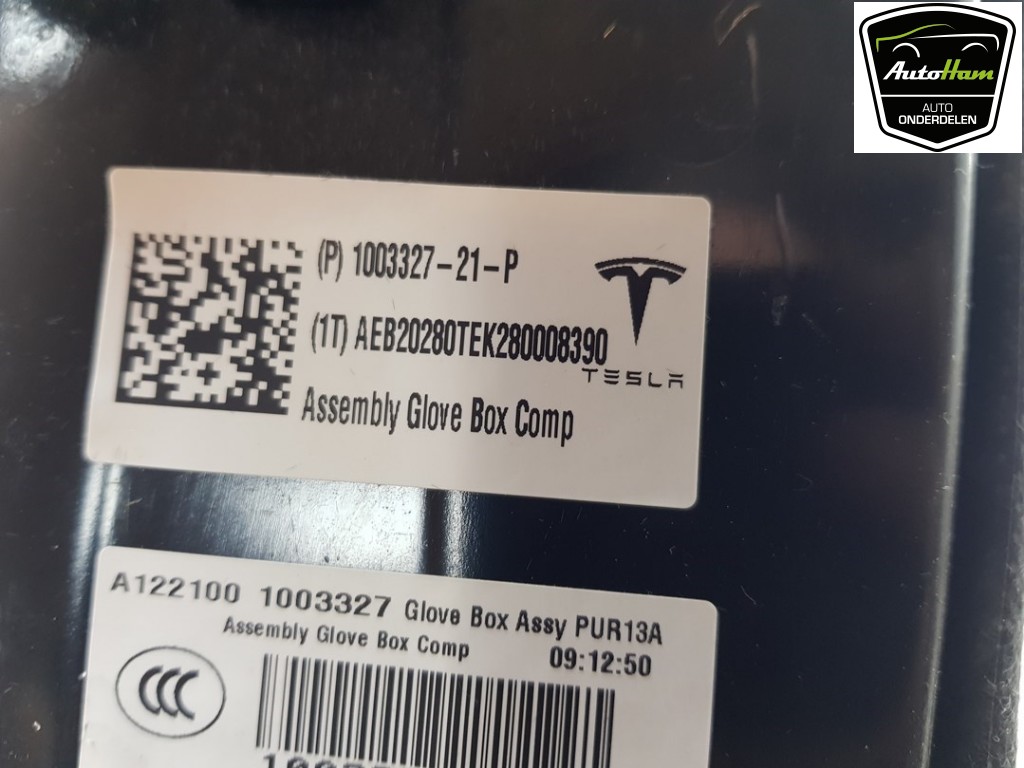 AutoHam
AUTO
ONDERDELEN
(P) 1003327-21-P
(1T) AEB20280TEK280008390
TESLA
Assembly Glove Box Comp
A122100 1003327 Glove Box Assy PUR13A
Assembly Glove Box Comp 09:12:50
CCC